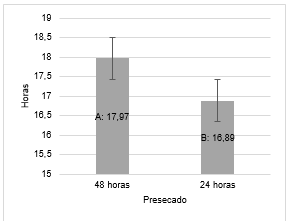 19
18,5
18
17,5
17
16,5
16
15,5
15
Horas
A: 17,97
B: 16,89
48 horas
24 horas
Presecado